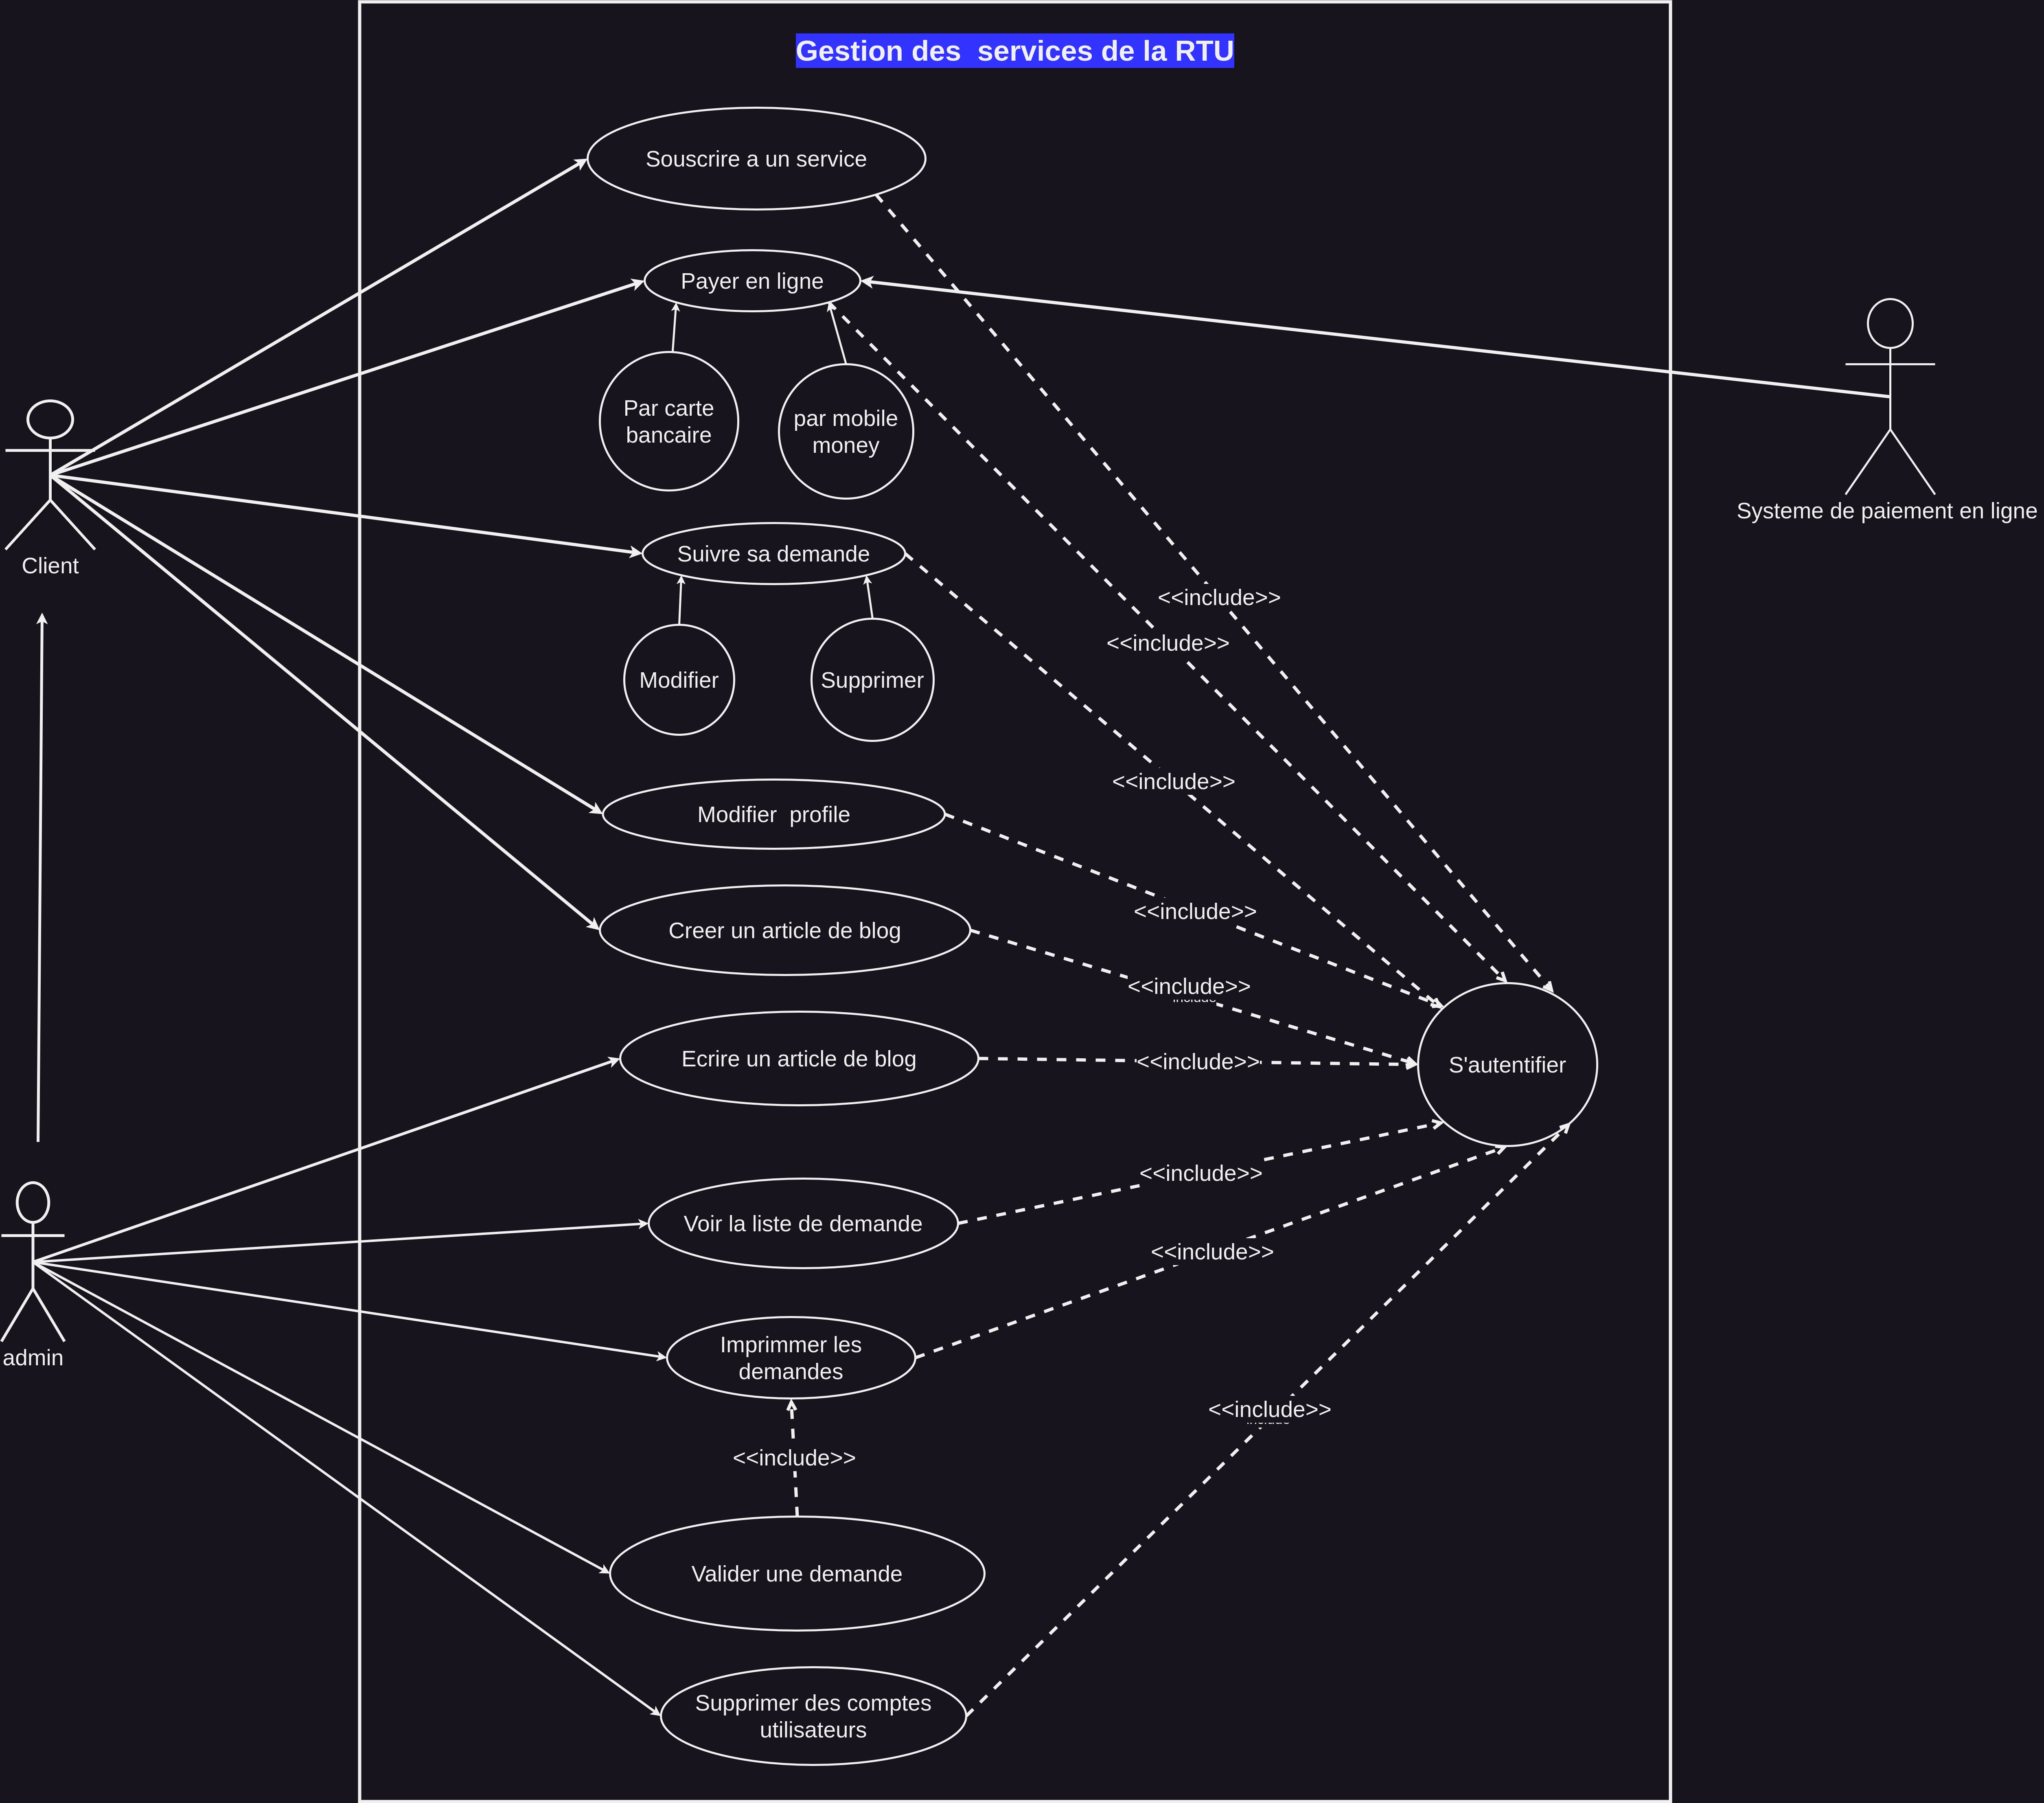 Gestion des  services de la RTU
Souscrire a un service
Payer en ligne
Par carte
bancaire
par mobile
money
Systeme de paiement en ligne
Suivre sa demande
Client
<<include>>
<<include>>
Modifier
Supprimer
<<include>>
Modifier  profile
<<include>>
Creer un article de blog
<<include>>
Ecrire un article de blog
<<include>>
S'autentifier
<<include>>
Voir la liste de demande
<<include>>
Imprimmer les
demandes
admin
<<include>>
<<include>>
Valider une demande
Supprimer des comptes
utilisateurs